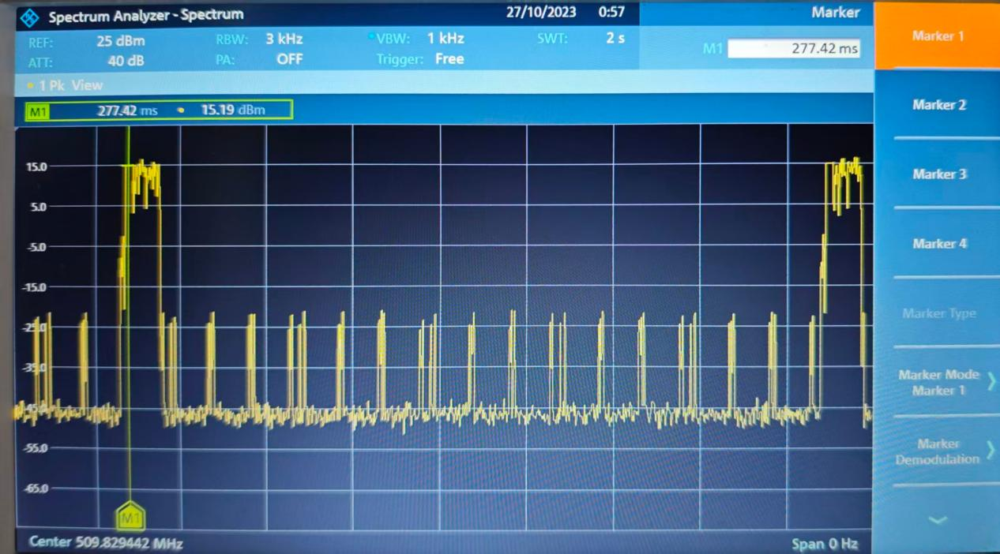 Spectrum Analyzer - Spectrum 27/10/2023 0:57 Marker
REF: 25 dBm RBW: 3 kHz VBW: 1 kHz SWT: 2 s
ATT: 40 dB PA: OFF Trigger: Free
M1 277.42 ms
1 Pk View
M1 277.42 ms 15.19 dBm
15.0
5.0
-5.0
-15.0
-25.0
-35.0
-45.0
-55.0
-65.0
M1
Center 509.829442 MHz Span 0 Hz
Marker 1
Marker 2
Marker 3
Marker 4
Marker Type
Marker Mode
Marker 1
Marker
Demodulation